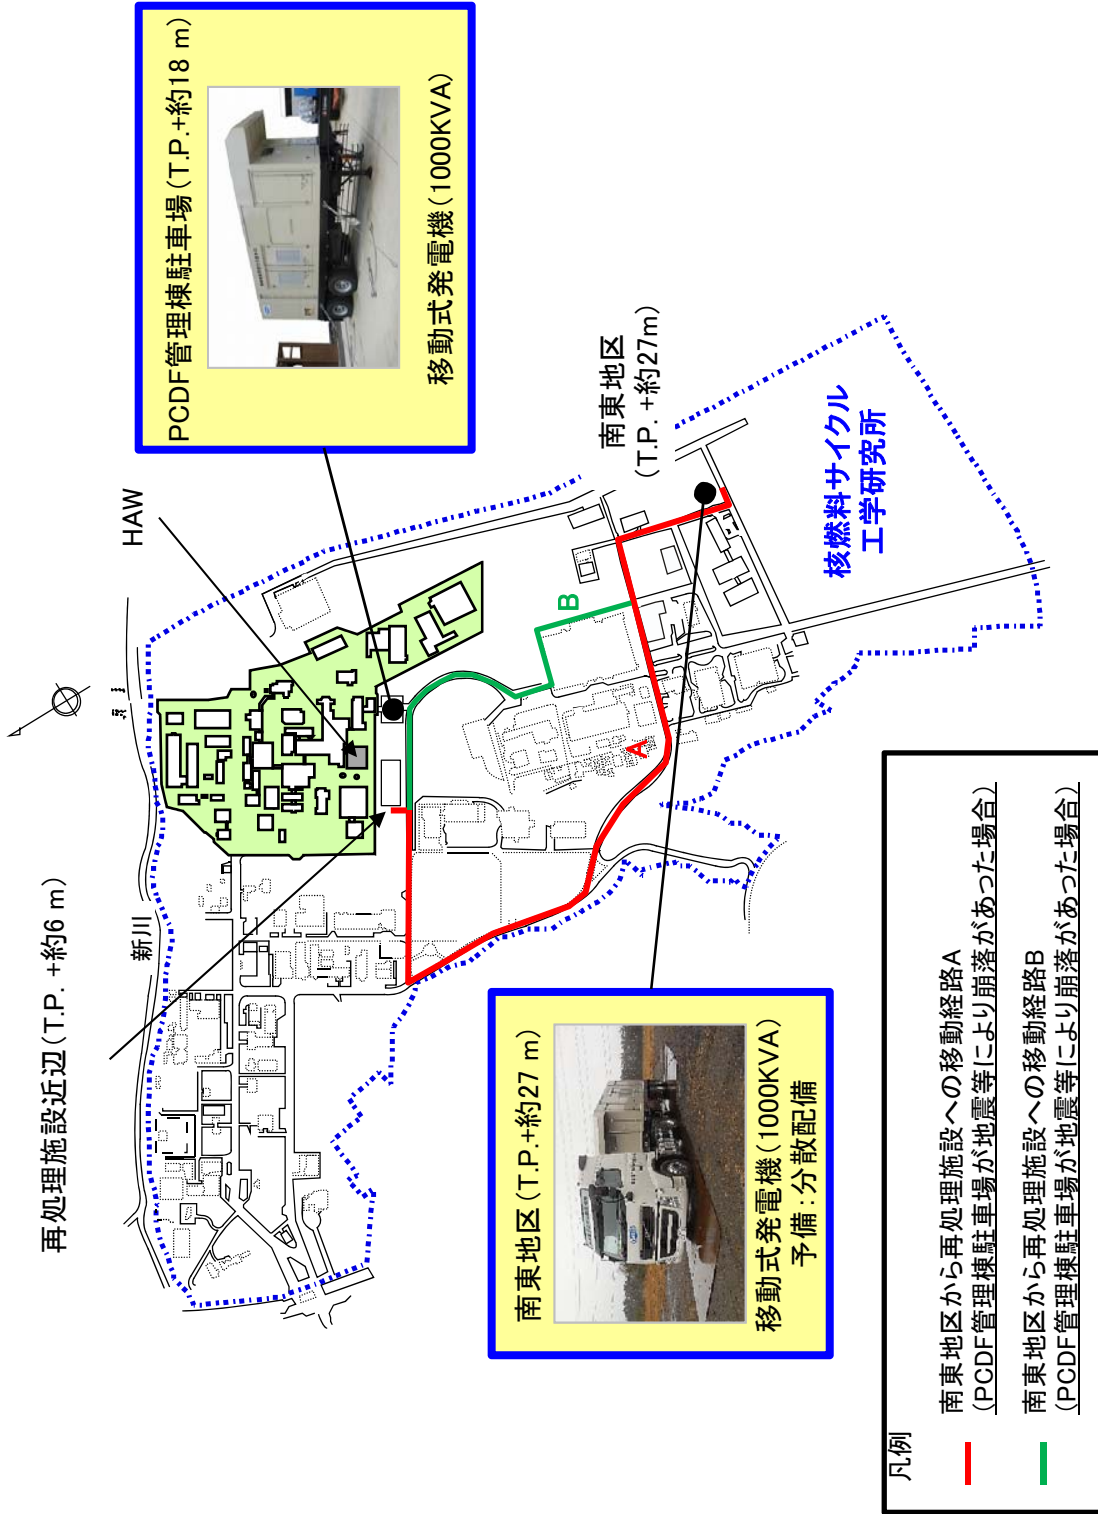 再処理施設近辺(T.P. +約6 m)
新川
HAW
PCDF管理棟駐車場(T.P.+約18 m)
移動式発電機(1000KVA)
南東地区
(T.P. +約27m)
B
A
核燃料サイクル
工学研究所
南東地区(T.P.+約27 m)
移動式発電機(1000KVA)
予備:分散配備
凡例
南東地区から再処理施設への移動経路A
(PCDF管理棟駐車場が地震等により崩落があった場合)
南東地区から再処理施設への移動経路B
(PCDF管理棟駐車場が地震等により崩落があった場合)